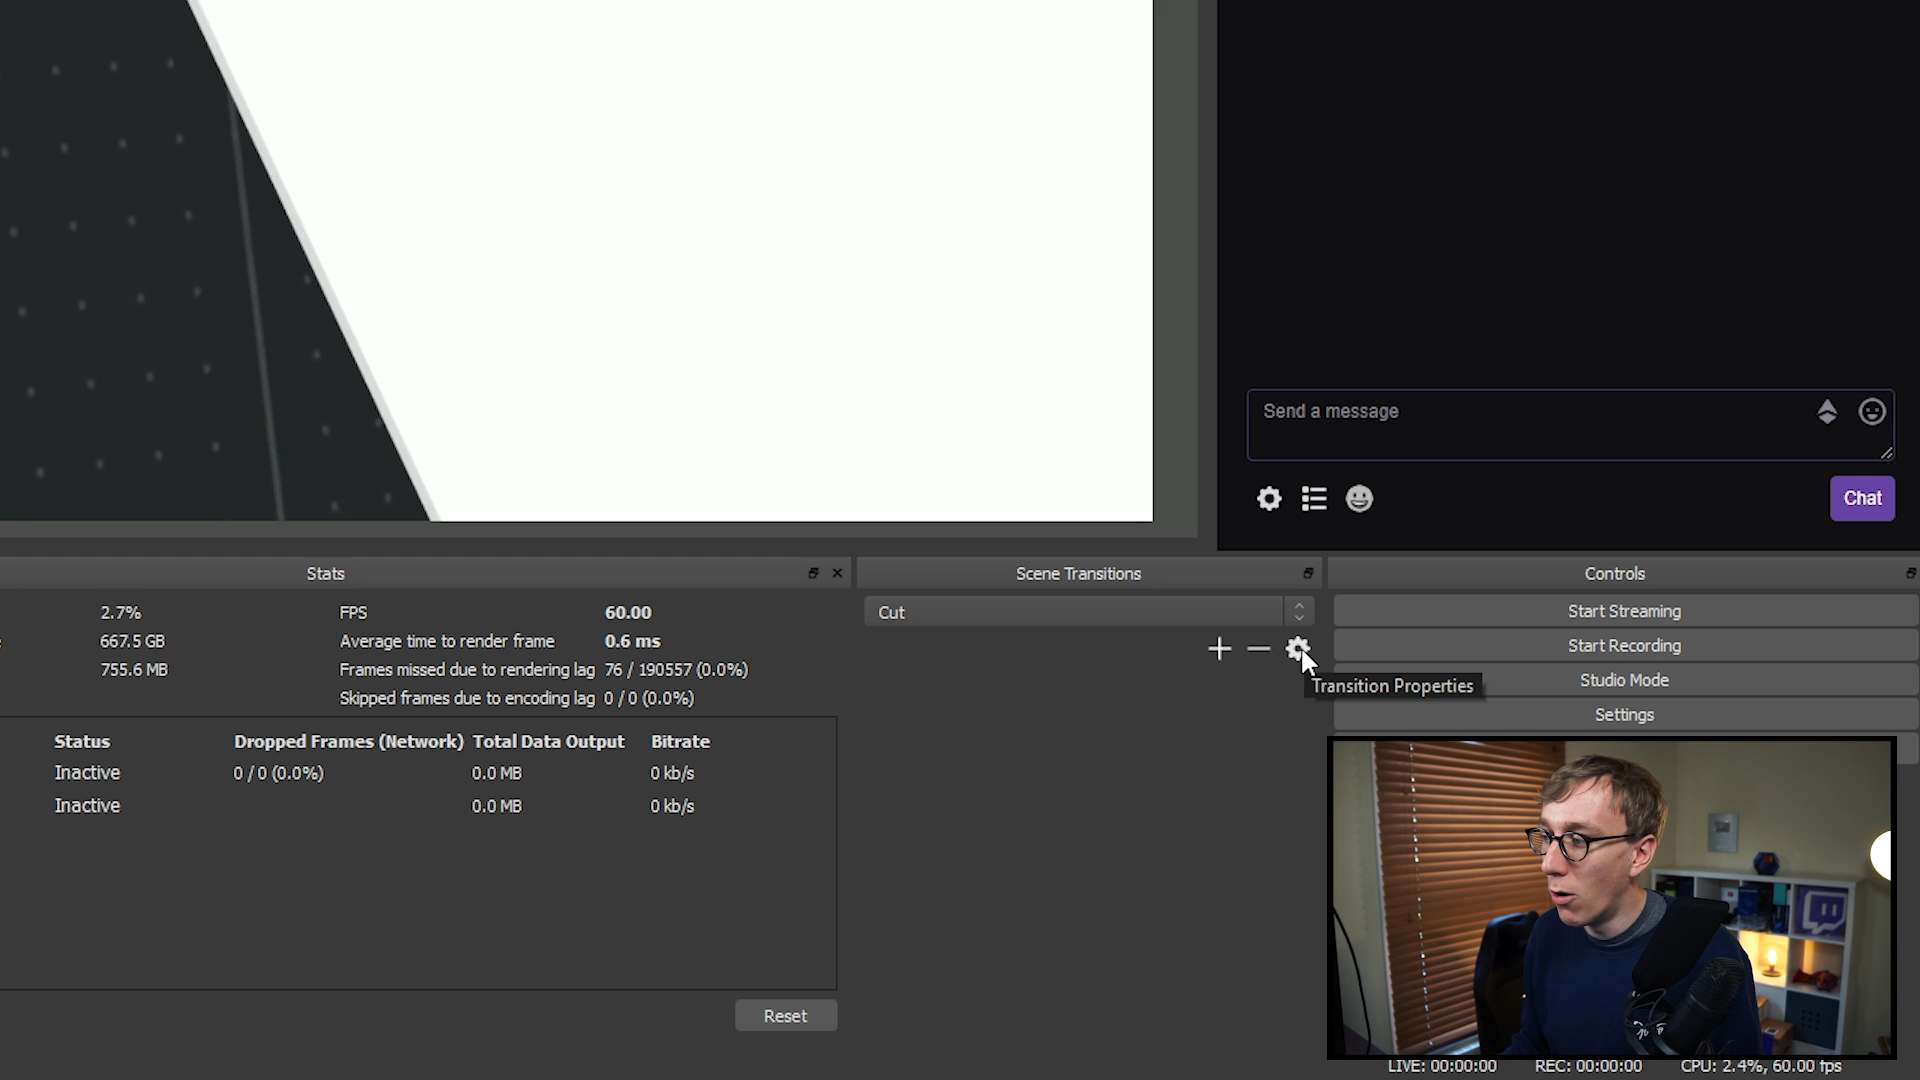 Send a message
Chat
Stats
Scene Transitions
Controls
2.7%
667.5 GB
755.6 MB
FPS
60.00
Average time to render frame
0.6 ms
Frames missed due to rendering lag
76 / 190557 (0.0%)
Skipped frames due to encoding lag
0 / 0 (0.0%)
Status
Dropped Frames (Network)
Total Data Output
Bitrate
Inactive
0 / 0 (0.0%)
0.0 MB
0 kb/s
Inactive
0.0 MB
0 kb/s
Reset
Cut
Transition Properties
Start Streaming
Start Recording
Studio Mode
Settings
LIVE: 00:00:00
REC: 00:00:00
CPU: 2.4%, 60.00 fps